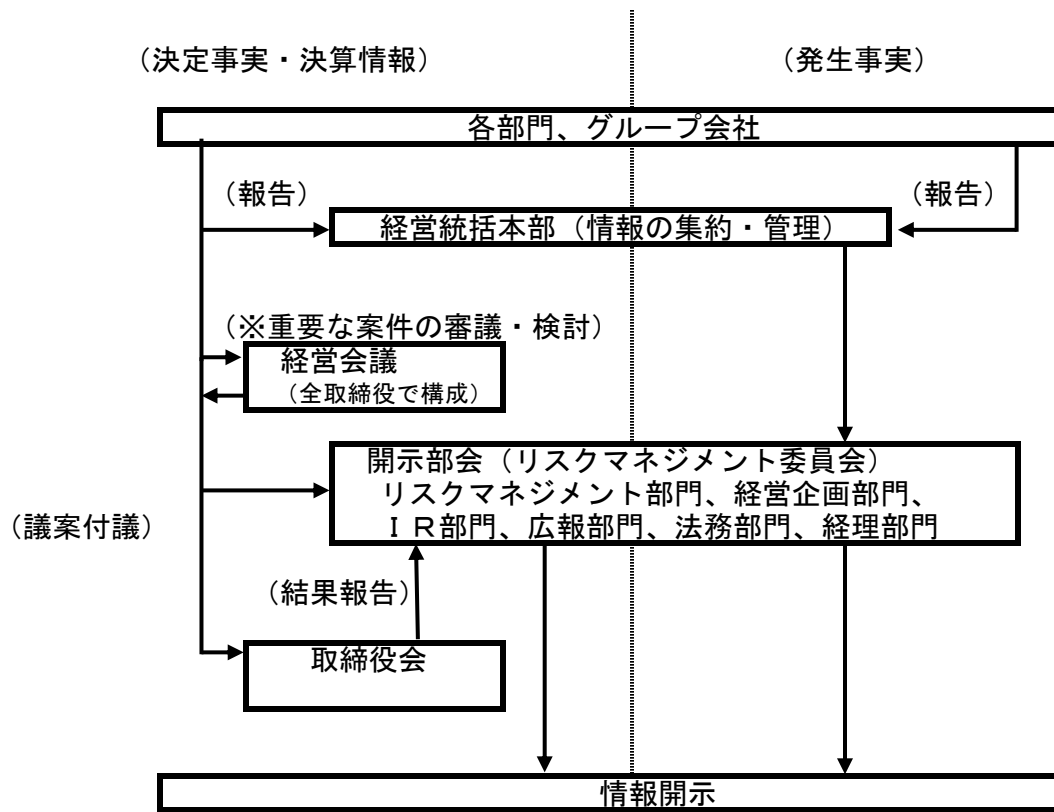 （決定事実・決算情報）
（発生事実）
各部門、グループ会社
（報告）
（報告）
経営統括本部（情報の集約・管理）
（※重要な案件の審議・検討）
経営会議
（全取締役で構成）
開示部会（リスクマネジメント委員会）
リスクマネジメント部門、経営企画部門、
ＩＲ部門、広報部門、法務部門、経理部門
（議案付議）
（結果報告）
取締役会
情報開示